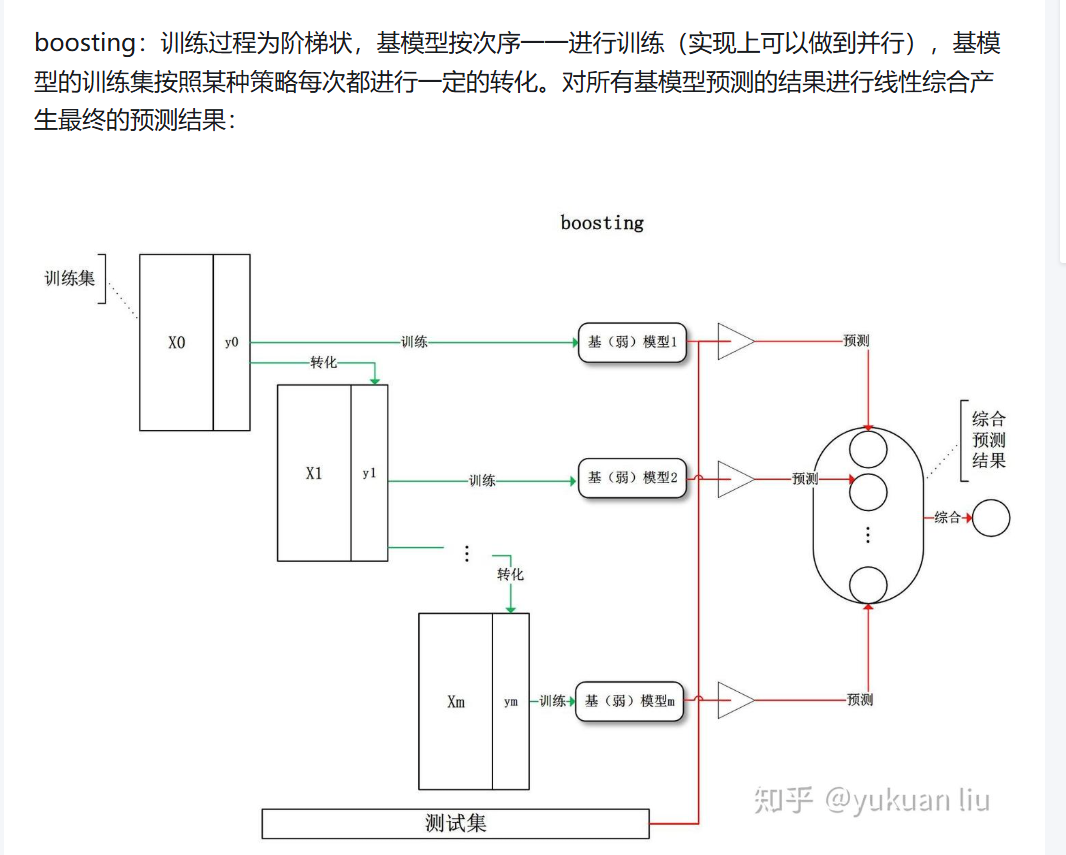 boosting：训练过程为阶梯状，基模型按次序一一进行训练（实现上可以做到并行），基模
型的训练集按照某种策略每次都进行一定的转化。对所有基模型预测的结果进行线性综合产
生最终的预测结果：
boosting
训练集
X0
y0
训练
基（弱）模型1
预测
转化
X1
y1
训练
基（弱）模型2
预测
综合
预测
结果
综合
转化
Xm
ym
训练
基（弱）模型m
预测
测试集
知乎 @yukuan liu